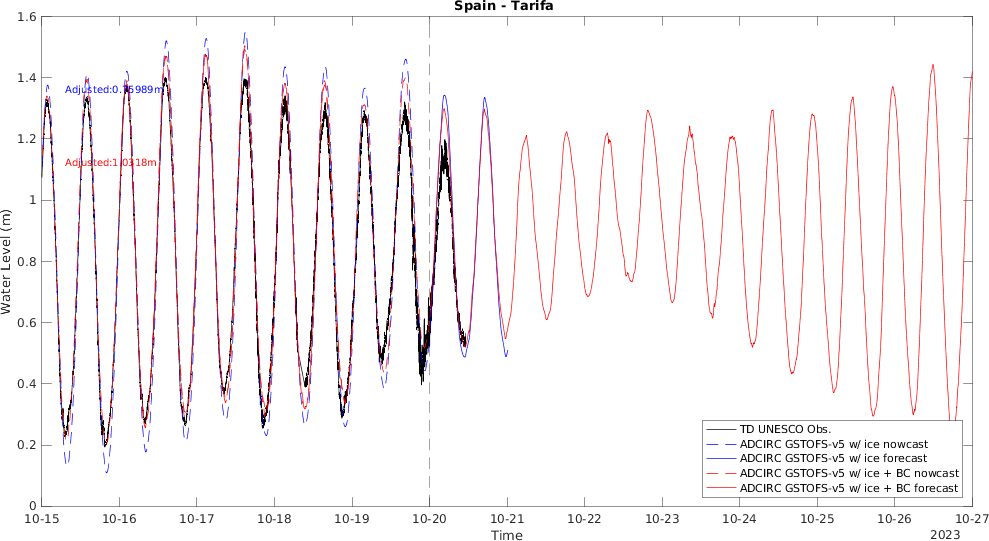 Spain - Tarifa
1.6
1.4
1.2
1
0.8
0.6
0.4
0.2
0
Water Level (m)
Adjusted:0.75989m
Adjusted:1.0318m
TD UNESCO Obs.
ADCIRC GSTOFS-v5 w/ ice nowcast
ADCIRC GSTOFS-v5 w/ ice forecast
ADCIRC GSTOFS-v5 w/ ice + BC nowcast
ADCIRC GSTOFS-v5 w/ ice + BC forecast
10-15 10-16 10-17 10-18 10-19 10-20 10-21 10-22 10-23 10-24 10-25 10-26 10-27
Time
2023